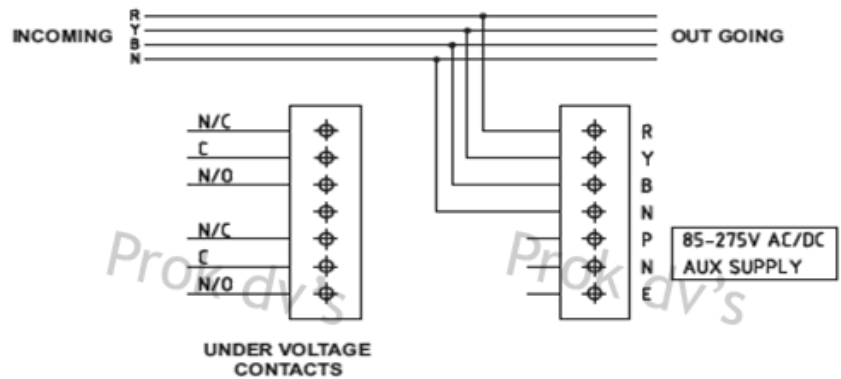 R
Y
B
N
INCOMING
OUT GOING
N/C
C
N/O
N/C
C
N/O
UNDER VOLTAGE
CONTACTS
R
Y
B
N
P
N
E
85-275V AC/DC
AUX SUPPLY
Prok dv's
Prok dv's